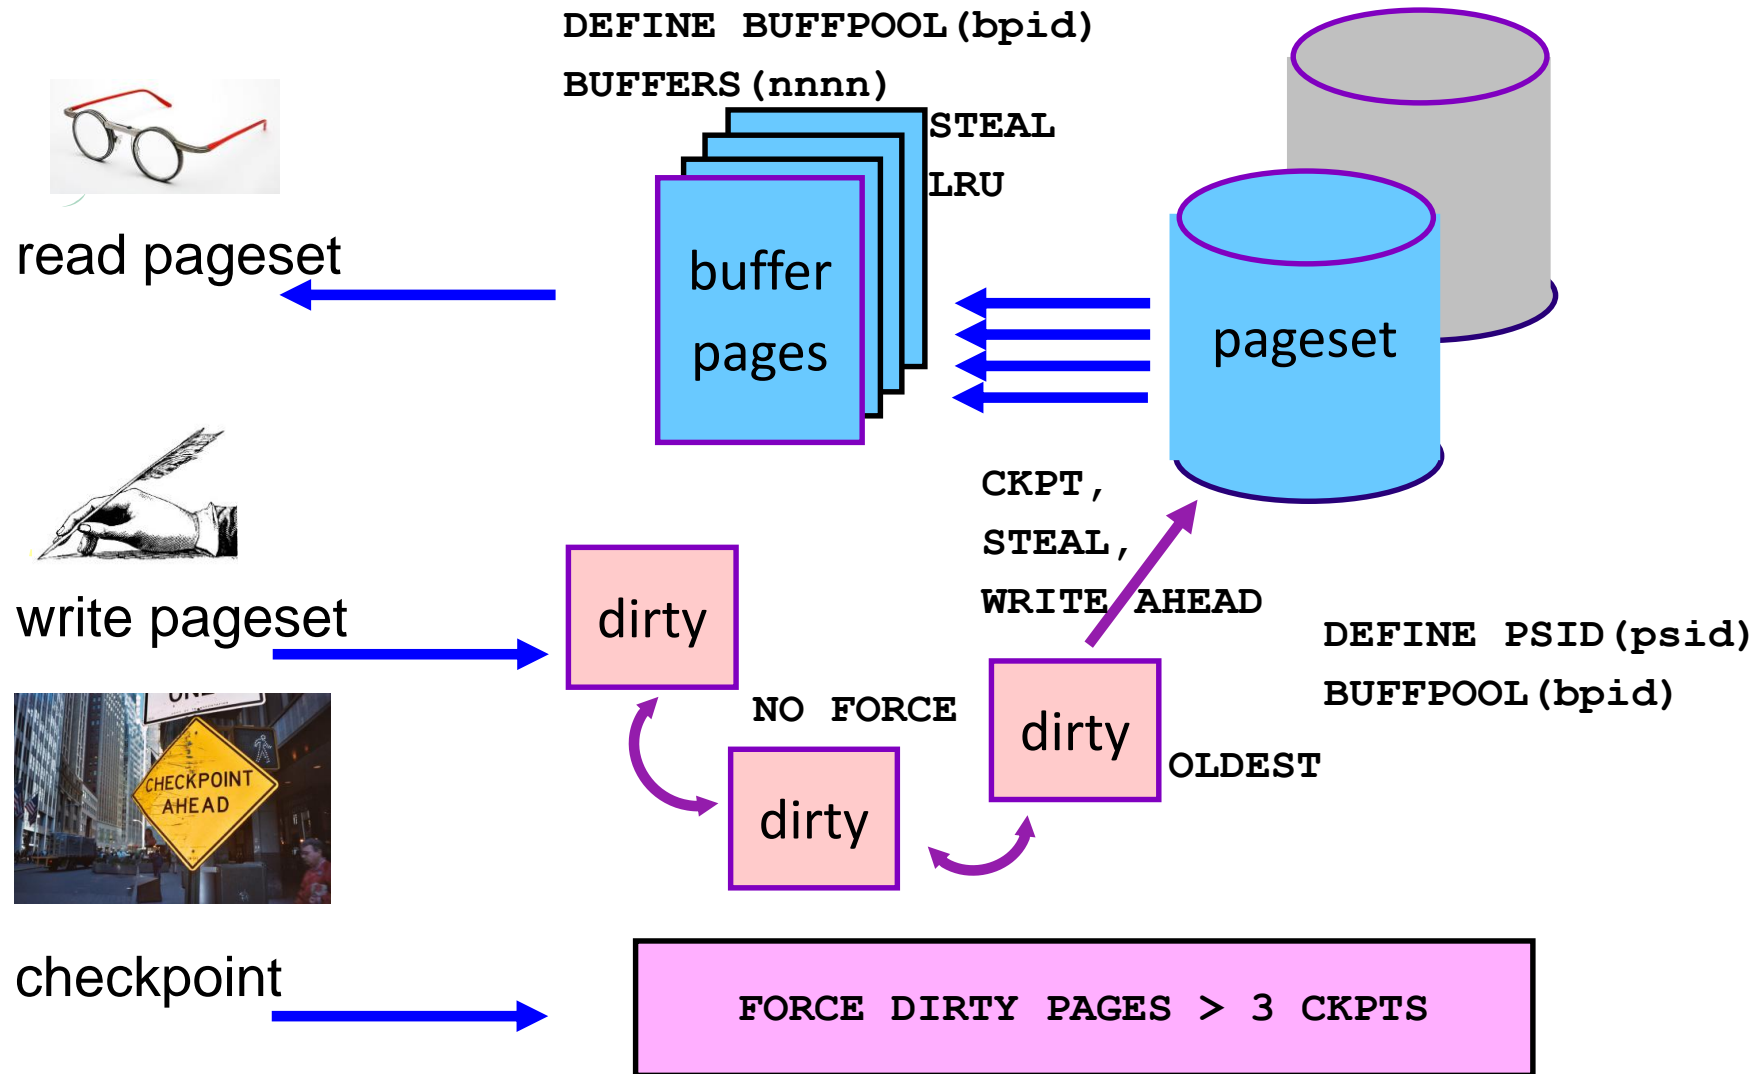 DEFINE BUFFPOOL(bpid)
BUFFERS(nnnn)
STEAL
LRU
read pageset
buffer
pages
pageset
CKPT,
STEAL,
WRITE AHEAD
write pageset
dirty
DEFINE PSID(psid)
BUFFPOOL(bpid)
NO FORCE
dirty
OLDEST
dirty
CHECKPOINT
AHEAD
checkpoint
FORCE DIRTY PAGES > 3 CKPTS